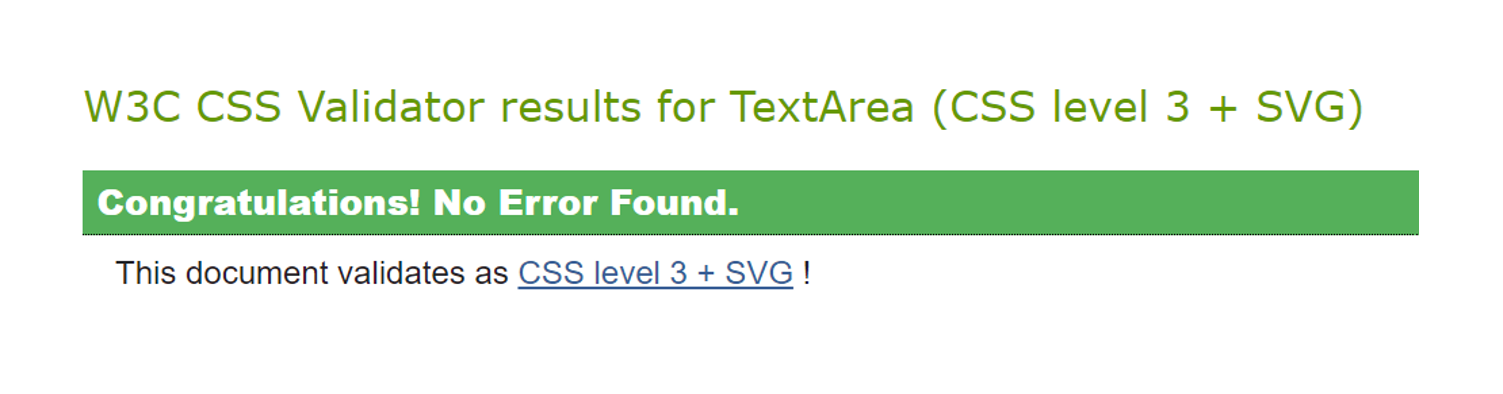 W3C CSS Validator results for TextArea (CSS level 3 + SVG)
Congratulations! No Error Found.
This document validates as CSS level 3 + SVG !